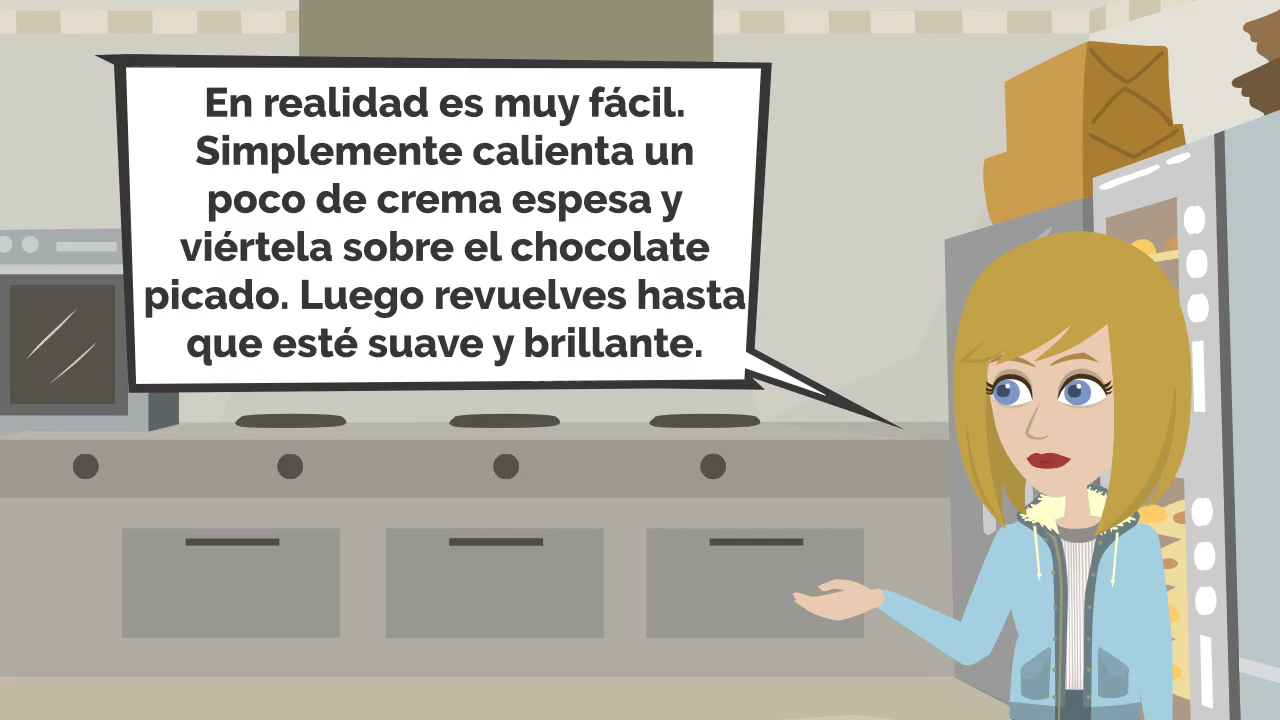 En realidad es muy fácil.
Simplemente calienta un
poco de crema espesa y
viértela sobre el chocolate
picado. Luego revuelves hasta
que esté suave y brillante.